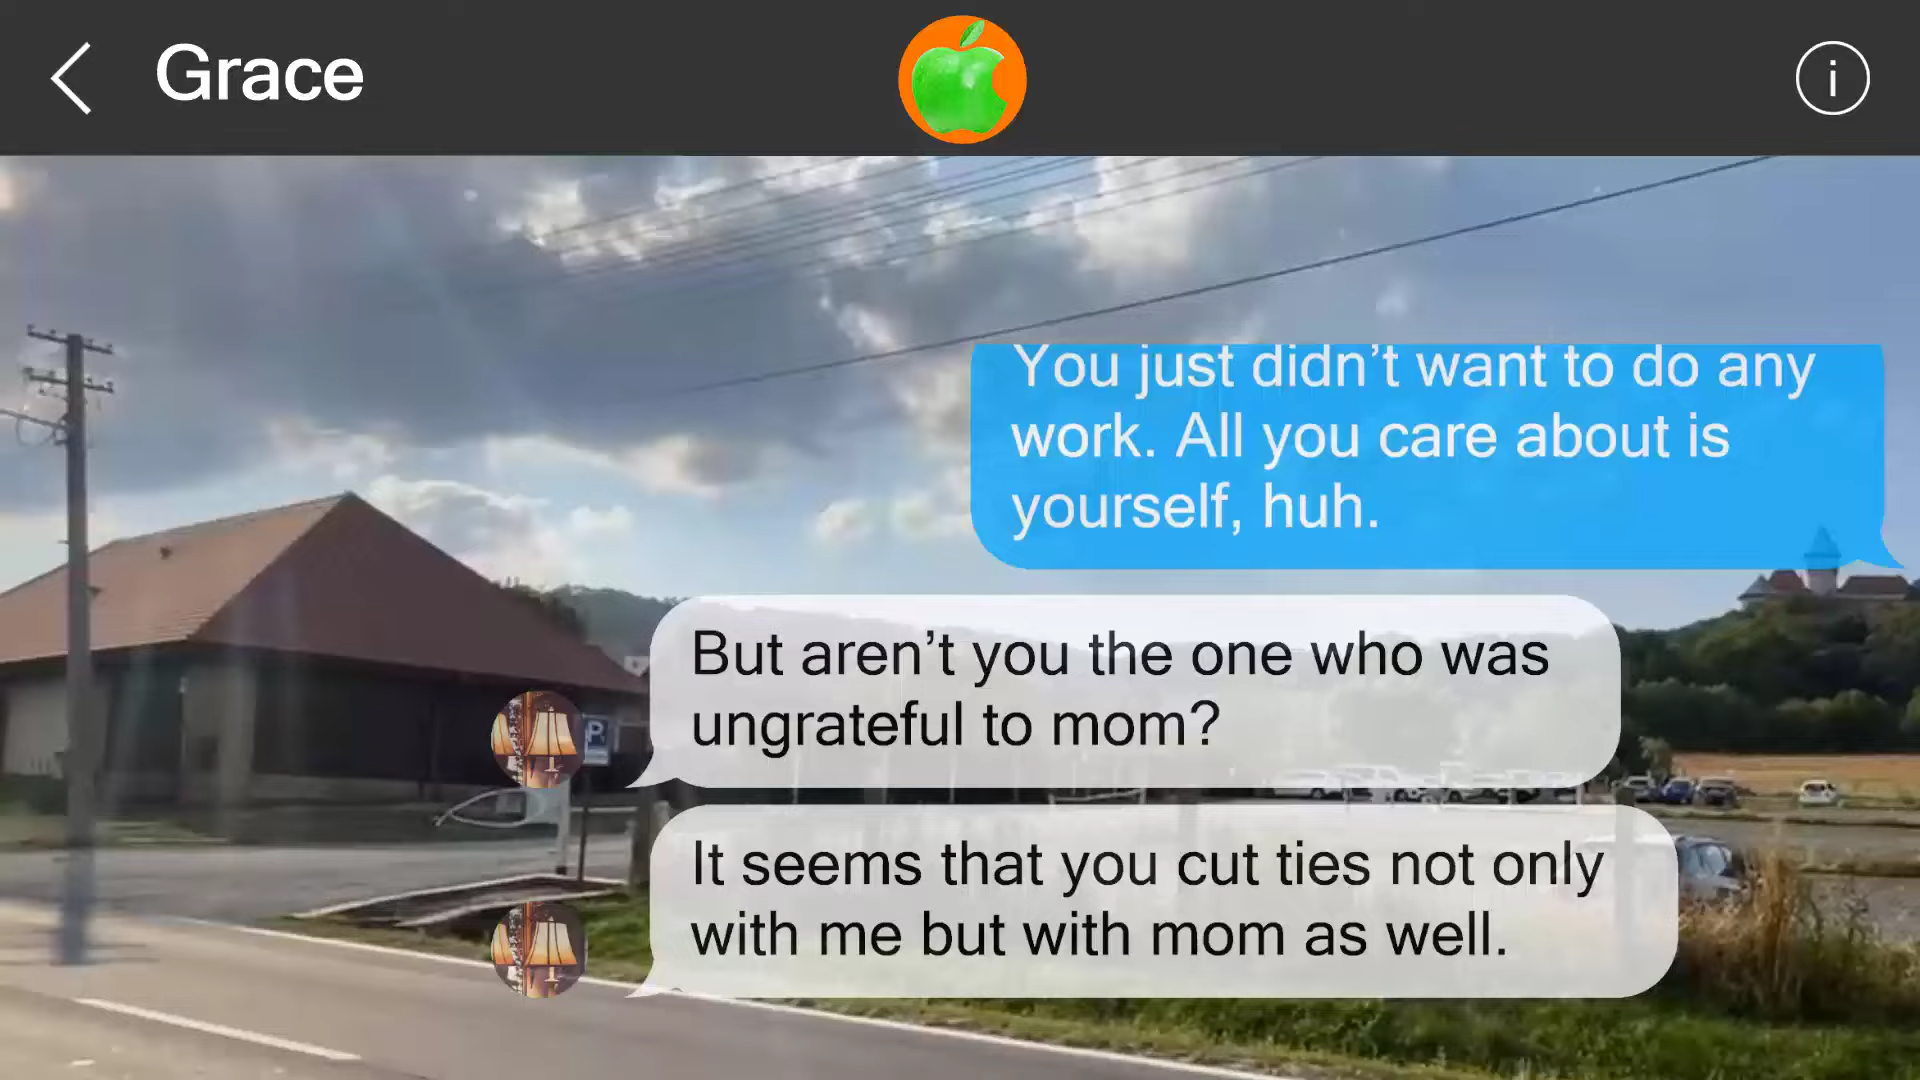 Grace
i
You just didn’t want to do any
work. All you care about is
yourself, huh.
But aren’t you the one who was
ungrateful to mom?
P
It seems that you cut ties not only
with me but with mom as well.